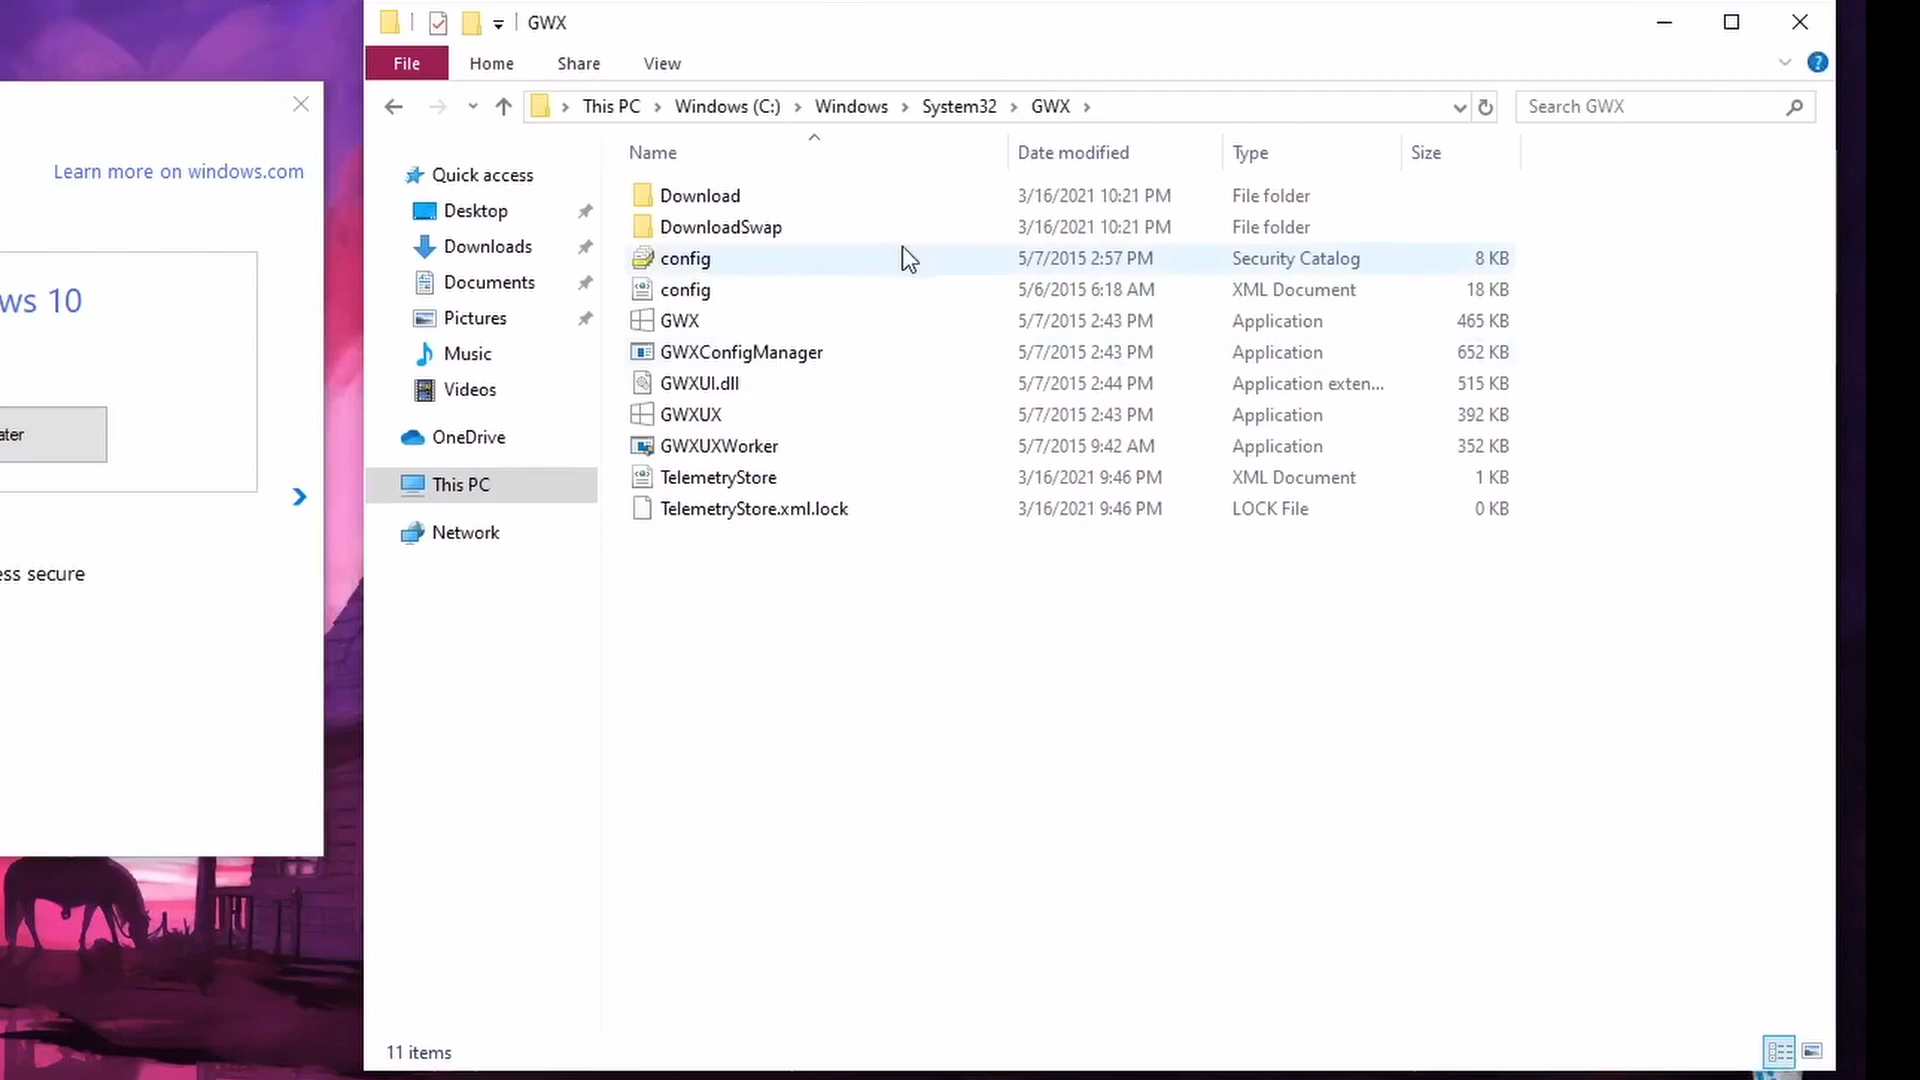 GWX
File Home Share View
This PC Windows (C:) Windows System32 GWX
Search GWX
Learn more on windows.com
ws 10
ater
ess secure
Quick access
Desktop
Downloads
Documents
Pictures
Music
Videos
OneDrive
This PC
Network
Name Date modified Type Size
Download 3/16/2021 10:21 PM File folder
DownloadSwap 3/16/2021 10:21 PM File folder
config 5/7/2015 2:57 PM Security Catalog 8 KB
config 5/6/2015 6:18 AM XML Document 18 KB
GWX 5/7/2015 2:43 PM Application 465 KB
GWXConfigManager 5/7/2015 2:43 PM Application 652 KB
GWXUI.dll 5/7/2015 2:44 PM Application exten... 515 KB
GWXUX 5/7/2015 2:43 PM Application 392 KB
GWXUXWorker 5/7/2015 9:42 AM Application 352 KB
TelemetryStore 3/16/2021 9:46 PM XML Document 1 KB
TelemetryStore.xml.lock 3/16/2021 9:46 PM LOCK File 0 KB
11 items